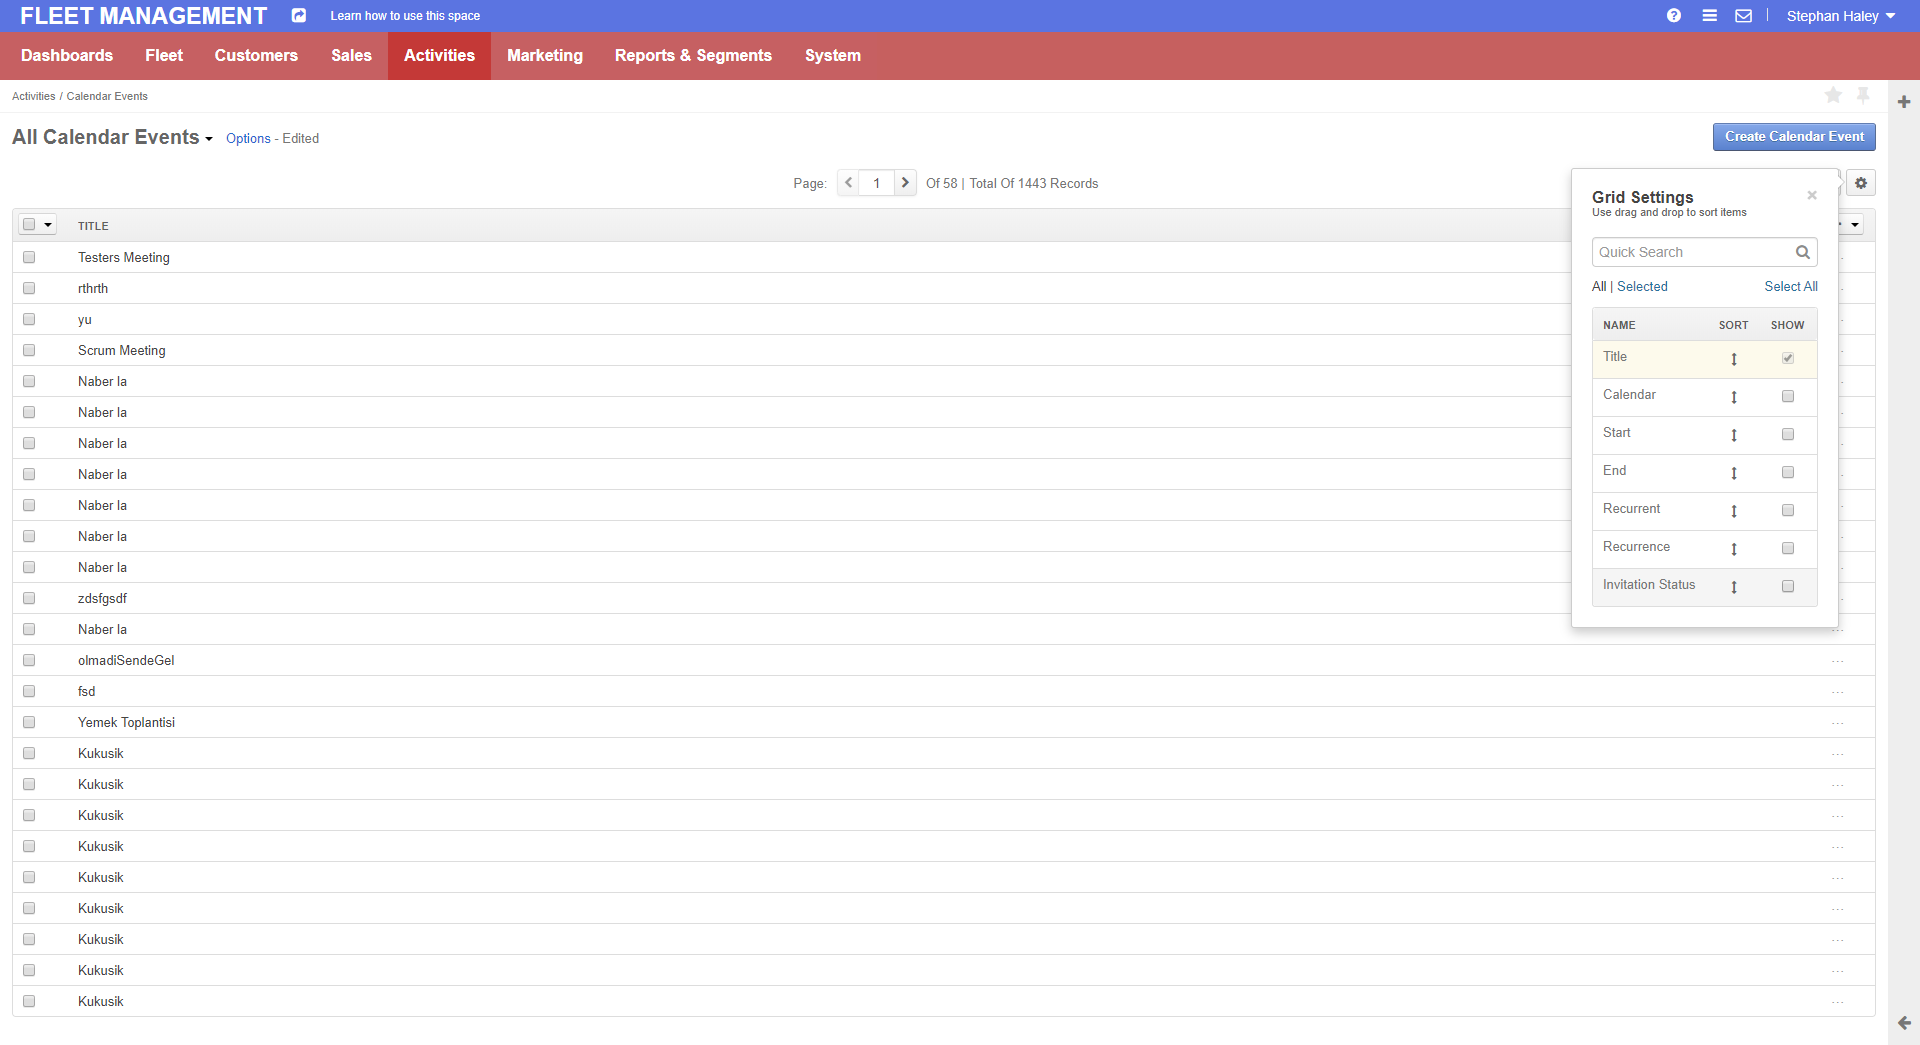 FLEET MANAGEMENT Learn how to use this space Stephan Haley
Dashboards Fleet Customers Sales Activities Marketing Reports & Segments System
Activities / Calendar Events
All Calendar Events Options - Edited Create Calendar Event
Page: 1 Of 58 | Total Of 1443 Records
Grid Settings ×
Use drag and drop to sort items
Quick Search
All | Selected Select All
NAME SORT SHOW
Title
Calendar
Start
End
Recurrent
Recurrence
Invitation Status
TITLE
Testers Meeting
rthrth
yu
Scrum Meeting
Naber la
Naber la
Naber la
Naber la
Naber la
Naber la
Naber la
zdsfgsdf
Naber la
olmadiSendeGel
fsd
Yemek Toplantisi
Kukusik
Kukusik
Kukusik
Kukusik
Kukusik
Kukusik
Kukusik
Kukusik
Kukusik